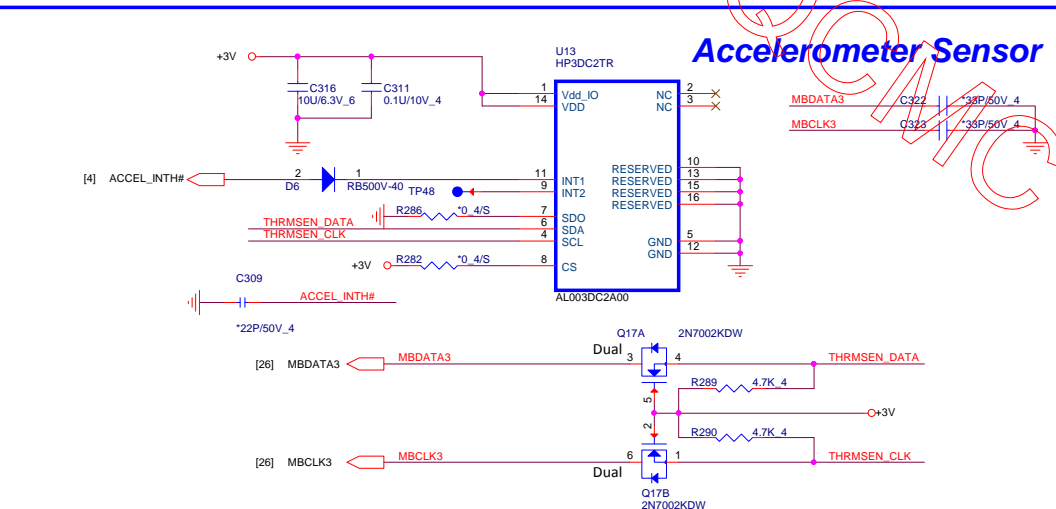 Accelerometer Sensor
QCMC
+3V
C316
10U/6.3V_6
C311
0.1U/10V_4
U13
HP3DC2TR
1
14
Vdd_IO
VDD
NC
NC
2
3
MBDATA3
MBCLK3
C322
*33P/50V_4
C323
*33P/50V_4
[4] ACCEL_INTH#
2
D6
1
RB500V-40
TP48
11
9
INT1
INT2
RESERVED
RESERVED
RESERVED
RESERVED
10
13
15
16
R286
*0_4/S
THRMSEN_DATA
THRMSEN_CLK
7
6
4
SDO
SDA
SCL
GND
GND
5
12
+3V
R282
*0_4/S
8
CS
AL003DC2A00
C309
ACCEL_INTH#
*22P/50V_4
Q17A
2N7002KDW
Dual
[26] MBDATA3
MBDATA3
3
4
THRMSEN_DATA
5
R289
4.7K_4
+3V
2
R290
4.7K_4
[26] MBCLK3
MBCLK3
6
1
THRMSEN_CLK
Dual
Q17B
2N7002KDW